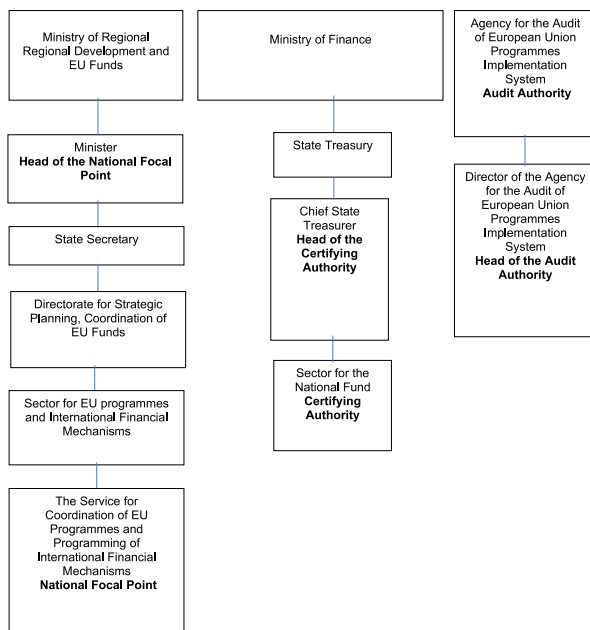 Ministry of Regional
Regional Development and
EU Funds
Minister
Head of the National Focal
Point
State Secretary
Directorate for Strategic
Planning, Coordination of
EU Funds
Sector for EU programmes
and International Financial
Mechanisms
The Service for
Coordination of EU
Programmes and
Programming of
International Financial
Mechanisms
National Focal Point
Ministry of Finance
State Treasury
Chief State
Treasurer
Head of the
Certifying
Authority
Sector for the
National Fund
Certifying
Authority
Agency for the Audit
of European Union
Programmes
Implementation
System
Audit Authority
Director of the Agency
for the Audit of
European Union
Programmes
Implementation
System
Head of the Audit
Authority